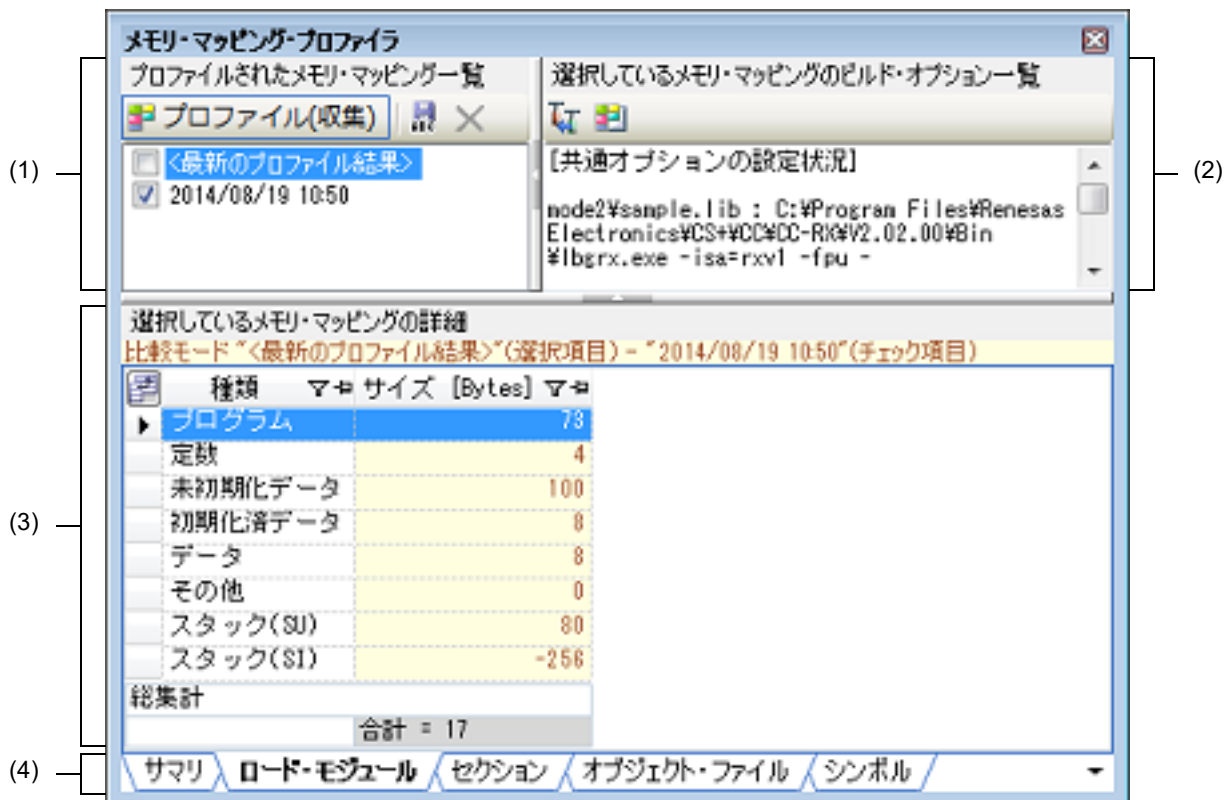 メモリ・マッピング・プロファイラ
プロファイルされたメモリ・マッピング一覧
選択しているメモリ・マッピングのビルド・オプション一覧
プロファイル(収集)
(1)
(2)
<最新のプロファイル結果>
2014/08/19 10:50
[共通オプションの設定状況]
mode2¥sample.lib : C:¥Program Files¥Renesas
Electronics¥CS+¥CC¥CC-RX¥V2.02.00¥Bin
¥lbgrx.exe -isa=rxv1 -fpu -
選択しているメモリ・マッピングの詳細
比較モード "<最新のプロファイル結果>"(選択項目) - "2014/08/19 10:50"(チェック項目)
種類 サイズ [Bytes]
プログラム 73
定数 4
未初期化データ 100
(3)
初期化済データ 8
データ 8
その他 0
スタック(SU) 80
スタック(SI) -256
総集計
合計 = 17
(4)
サマリ ロード・モジュール セクション オブジェクト・ファイル シンボル